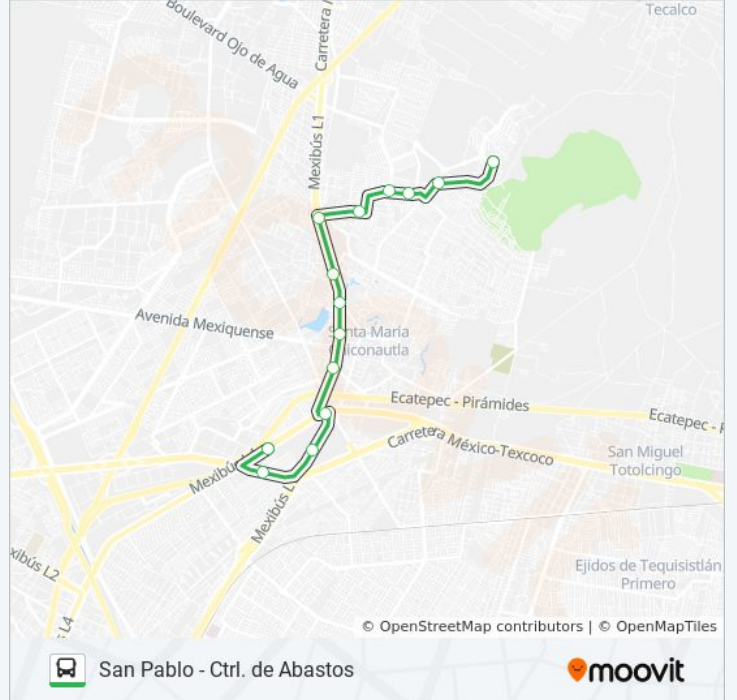 Tecalco
Boulevard Ojo de Agua
Carretera
Mexibús L1
Avenida Mexiquense
Santa María
Chiconautla
Ecatepec - Pirámides
Ecatepec -
Carretera México-Texcoco
San Miguel
Totolcingo
Mexibús
Mexibús L
xibús L2
L4
Ejidos de Tequisistlán
Primero
© OpenStreetMap contributors | © OpenMapTiles
San Pablo - Ctrl. de Abastos
moovit